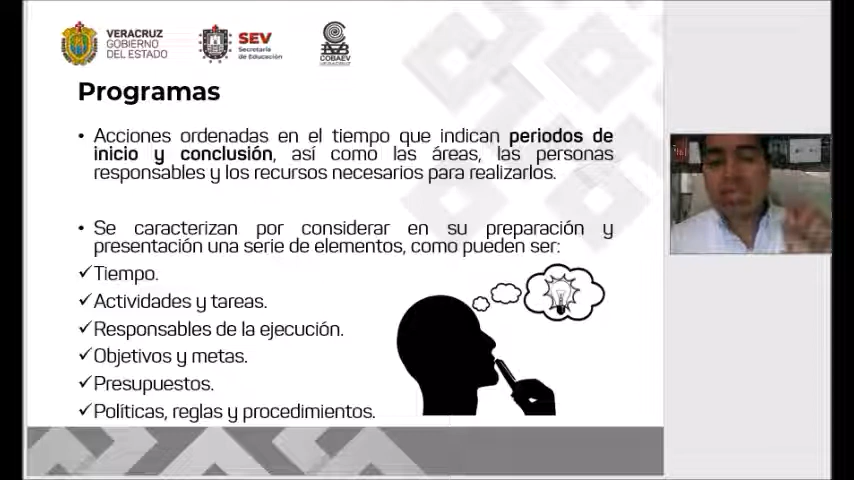 VERACRUZ
GOBIERNO
DEL ESTADO
SEV
Secretaría
de Educación
COBAEV
Programas
• Acciones ordenadas en el tiempo que indican periodos de
inicio y conclusión, así como las áreas, las personas
responsables y los recursos necesarios para realizarlos.
• Se caracterizan por considerar en su preparación y
presentación una serie de elementos, como pueden ser:
✓Tiempo.
✓Actividades y tareas.
✓Responsables de la ejecución.
✓Objetivos y metas.
✓Presupuestos.
✓Políticas, reglas y procedimientos.